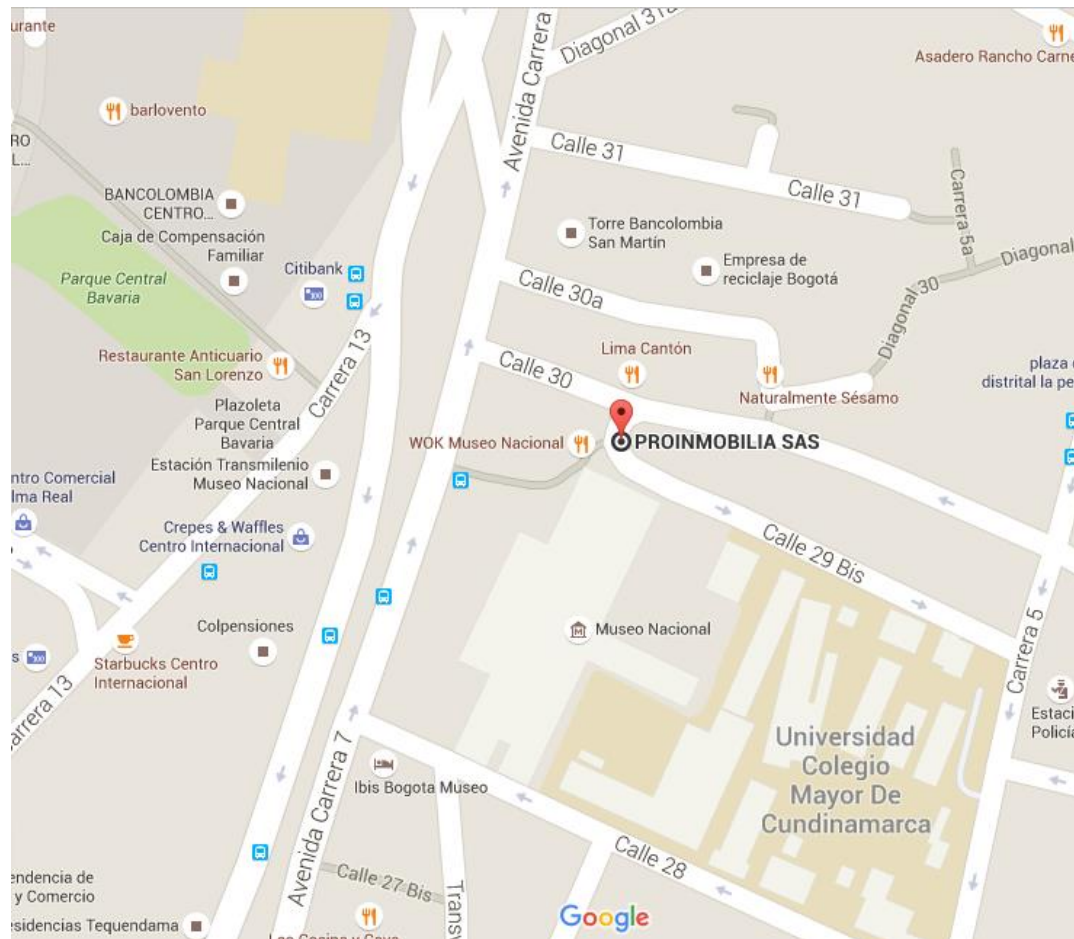 urante
barlovento
RO
L...
BANCOLOMBIA
CENTRO...
Caja de Compensación
Familiar
Parque Central
Bavaria
Citibank
Restaurante Anticuario
San Lorenzo
Carrera 13
Plazoleta
Parque Central
Bavaria
Estación Transmilenio
Museo Nacional
ntro Comercial
lma Real
Crepes & Waffles
Centro Internacional
Colpensiones
s
Starbucks Centro
Internacional
arrera 13
Avenida Carrera
Diagonal 31a
Asadero Rancho Carne
Calle 31
Calle 31
Carrera 5a
Torre Bancolombia
San Martín
Empresa de
reciclaje Bogotá
Diagonal
Diagonal 30
Calle 30a
Lima Cantón
Calle 30
Naturalmente Sésamo
plaza
distrital la pe
WOK Museo Nacional
PROINMOBILIA SAS
Calle 29 Bis
Museo Nacional
Carrera 5
Estaci
Policía
Universidad
Colegio
Mayor De
Cundinamarca
Ibis Bogota Museo
Avenida Carrera 7
Calle 28
Calle 27 Bis
Transv
endencia de
y Comercio
sidencias Tequendama
Google